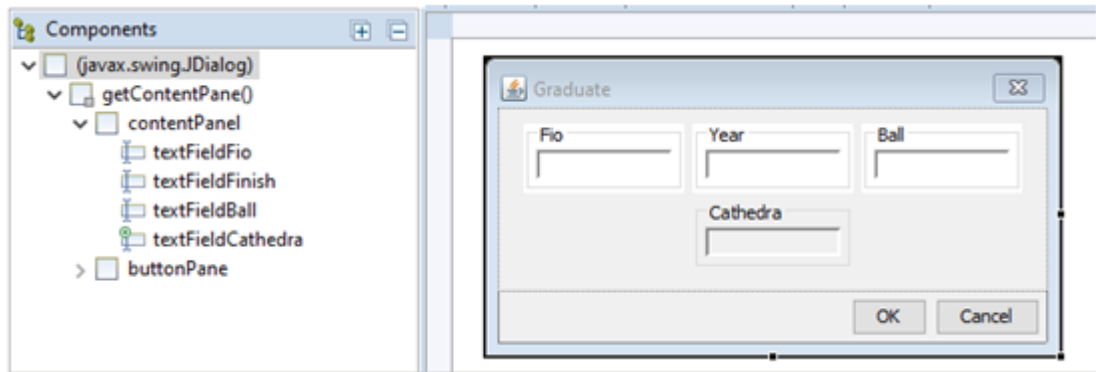 Components
(javax.swing.JDialog)
getContentPane()
contentPanel
textFieldFio
textFieldFinish
textFieldBall
textFieldCathedra
buttonPane
Graduate
Fio Year Ball
Cathedra
OK Cancel